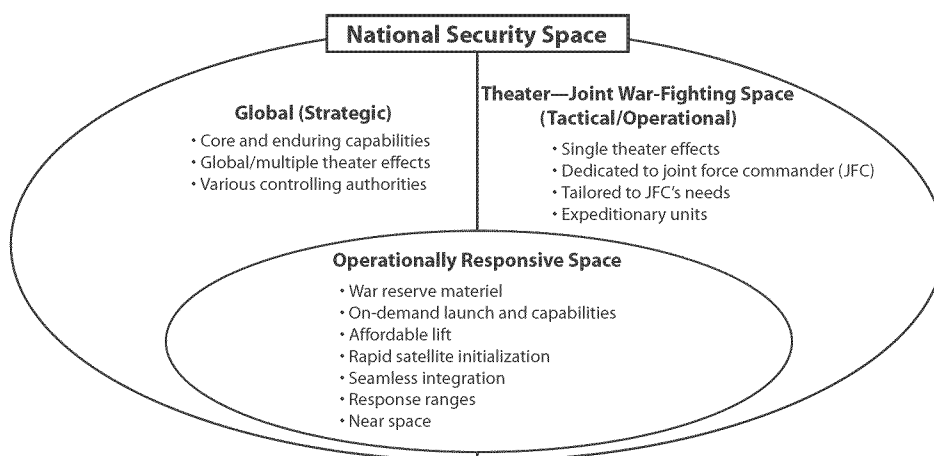 National Security Space
Global (Strategic)
• Core and enduring capabilities
• Global/multiple theater effects
• Various controlling authorities
Theater—Joint War-Fighting Space
(Tactical/Operational)
• Single theater effects
• Dedicated to joint force commander (JFC)
• Tailored to JFC's needs
• Expeditionary units
Operationally Responsive Space
• War reserve materiel
• On-demand launch and capabilities
• Affordable lift
• Rapid satellite initialization
• Seamless integration
• Response ranges
• Near space